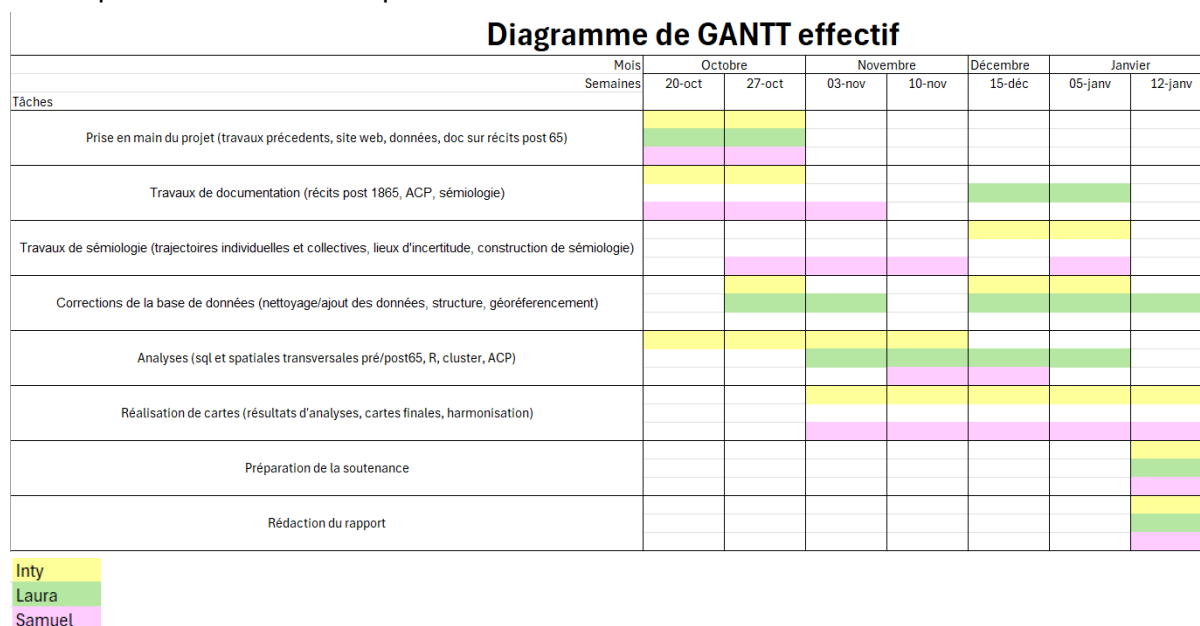 Diagramme de GANTT effectif
Mois Octobre Novembre Décembre Janvier
Semaines 20-oct 27-oct 03-nov 10-nov 15-déc 05-janv 12-janv
Tâches
Prise en main du projet (travaux précedents, site web, données, doc sur récits post 65)
Travaux de documentation (récits post 1865, ACP, sémiologie)
Travaux de sémiologie (trajectoires individuelles et collectives, lieux d'incertitude, construction de sémiologie)
Corrections de la base de données (nettoyage/ajout des données, structure, géoréferencement)
Analyses (sql et spatiales transversales pré/post65, R, cluster, ACP)
Réalisation de cartes (résultats d'analyses, cartes finales, harmonisation)
Préparation de la soutenance
Rédaction du rapport
Inty
Laura
Samuel